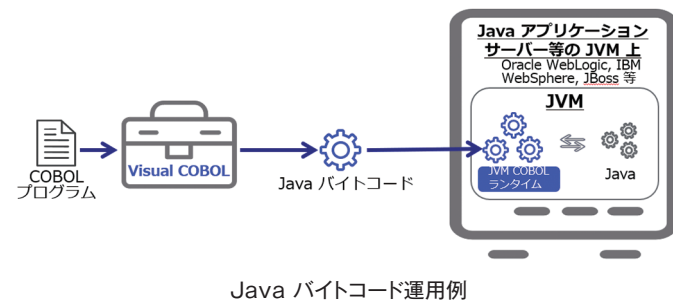 Java アプリケーション
サーバー等の JVM 上
Oracle WebLogic, IBM
WebSphere, JBoss 等
JVM
COBOL
プログラム
Visual COBOL
Java バイトコード
JVM COBOL
ランタイム
Java
Java バイトコード運用例